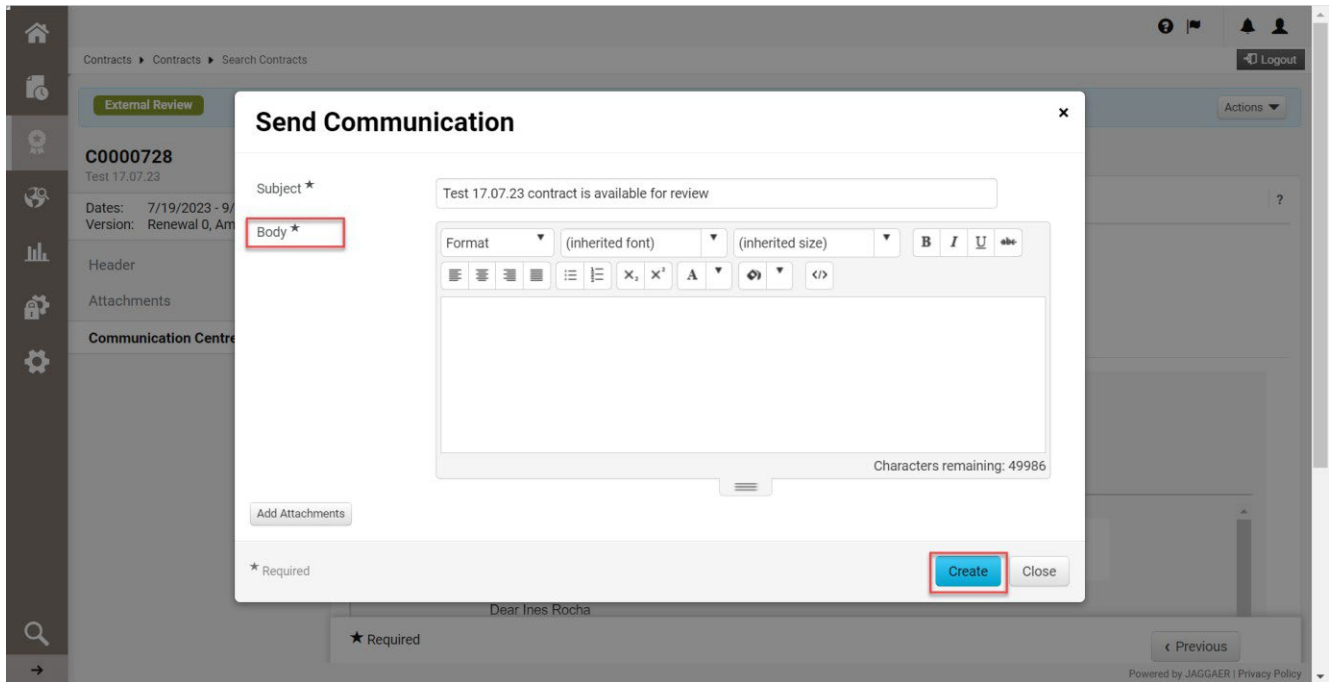 Contracts ▸ Contracts ▸ Search Contracts
Logout
External Review
Actions ▼
C0000728
Test 17.07.23
Dates: 7/19/2023 - 9/
Version: Renewal 0, Am
Header
Attachments
Communication Centre
?
Send Communication
×
Subject ★
Test 17.07.23 contract is available for review
Body ★
Format ▼ (inherited font) ▼ (inherited size) ▼ B I U abc
X₂ X² A ▼ ▼ </>
Characters remaining: 49986
Add Attachments
★ Required
Create Close
Dear Ines Rocha
★ Required
‹ Previous
Powered by JAGGAER | Privacy Policy